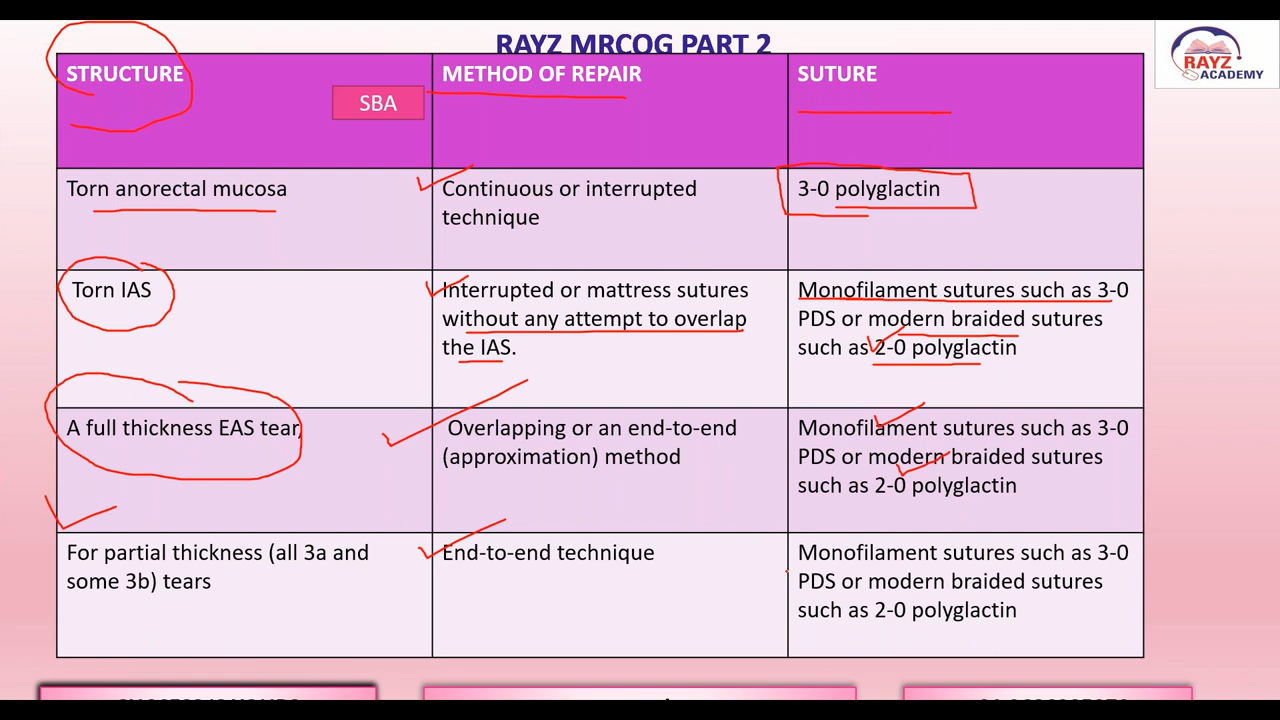 RAYZ MRCOG PART 2
RAYZ
ACADEMY
STRUCTURE
SBA
METHOD OF REPAIR
SUTURE
Torn anorectal mucosa
Continuous or interrupted
technique
3-0 polyglactin
Torn IAS
Interrupted or mattress sutures
without any attempt to overlap
the IAS.
Monofilament sutures such as 3-0
PDS or modern braided sutures
such as 2-0 polyglactin
A full thickness EAS tear,
Overlapping or an end-to-end
(approximation) method
Monofilament sutures such as 3-0
PDS or modern braided sutures
such as 2-0 polyglactin
For partial thickness (all 3a and
some 3b) tears
End-to-end technique
Monofilament sutures such as 3-0
PDS or modern braided sutures
such as 2-0 polyglactin